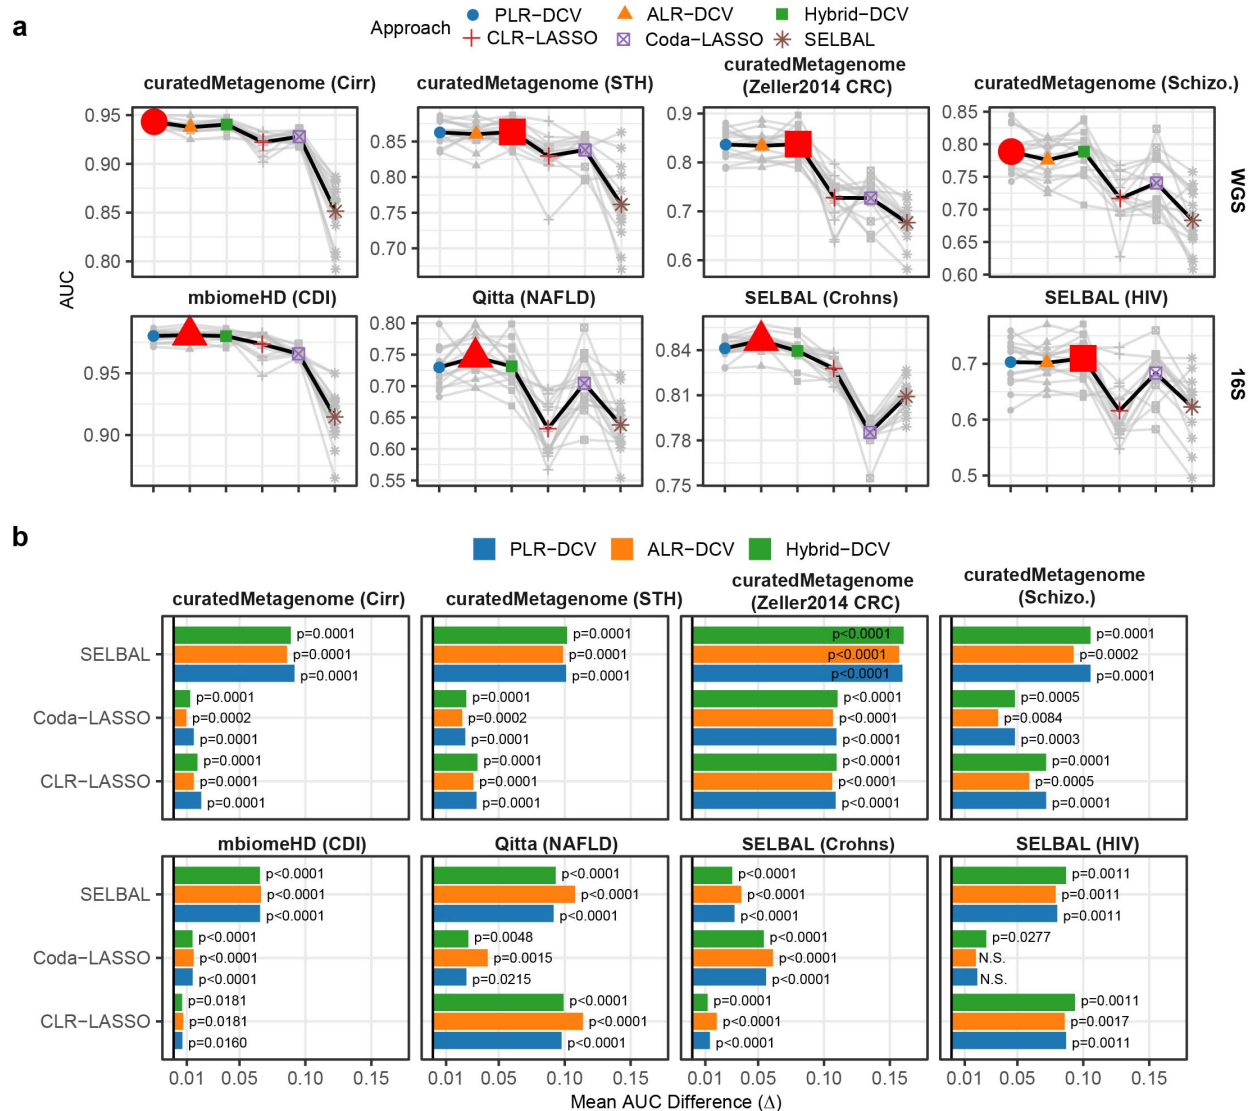 a
Approach
PLR−DCV
ALR−DCV
Hybrid−DCV
CLR−LASSO
Coda−LASSO
SELBAL
curatedMetagenome (Cirr)
curatedMetagenome (STH)
curatedMetagenome
(Zeller2014 CRC)
curatedMetagenome (Schizo.)
0.95
0.90
0.85
0.80
0.85
0.80
0.75
0.70
0.9
0.8
0.7
0.6
0.85
0.80
0.75
0.70
0.65
0.60
WGS
AUC
mbiomeHD (CDI)
Qitta (NAFLD)
SELBAL (Crohns)
SELBAL (HIV)
0.95
0.90
0.80
0.75
0.70
0.65
0.60
0.55
0.84
0.81
0.78
0.75
0.7
0.6
0.5
16S
b
PLR−DCV
ALR−DCV
Hybrid−DCV
curatedMetagenome (Cirr)
curatedMetagenome (STH)
curatedMetagenome
(Zeller2014 CRC)
curatedMetagenome
(Schizo.)
SELBAL
Coda−LASSO
CLR−LASSO
p=0.0001
p=0.0001
p=0.0001
p=0.0001
p=0.0002
p=0.0001
p=0.0001
p=0.0001
p=0.0001
p=0.0001
p=0.0001
p=0.0001
p=0.0001
p=0.0002
p=0.0001
p=0.0001
p=0.0001
p=0.0001
p<0.0001
p<0.0001
p<0.0001
p<0.0001
p<0.0001
p<0.0001
p<0.0001
p<0.0001
p<0.0001
p=0.0001
p=0.0002
p=0.0001
p=0.0005
p=0.0084
p=0.0003
p=0.0001
p=0.0005
p=0.0001
mbiomeHD (CDI)
Qitta (NAFLD)
SELBAL (Crohns)
SELBAL (HIV)
SELBAL
Coda−LASSO
CLR−LASSO
p<0.0001
p<0.0001
p<0.0001
p<0.0001
p<0.0001
p<0.0001
p=0.0181
p=0.0181
p=0.0160
p<0.0001
p<0.0001
p<0.0001
p=0.0048
p=0.0015
p=0.0215
p<0.0001
p<0.0001
p<0.0001
p<0.0001
p<0.0001
p<0.0001
p<0.0001
p<0.0001
p<0.0001
p=0.0001
p<0.0001
p<0.0001
p=0.0011
p=0.0011
p=0.0011
p=0.0277
N.S.
N.S.
p=0.0011
p=0.0017
p=0.0011
0.01 0.05 0.10 0.15
0.01 0.05 0.10 0.15
0.01 0.05 0.10 0.15
0.01 0.05 0.10 0.15
Mean AUC Difference (Δ)